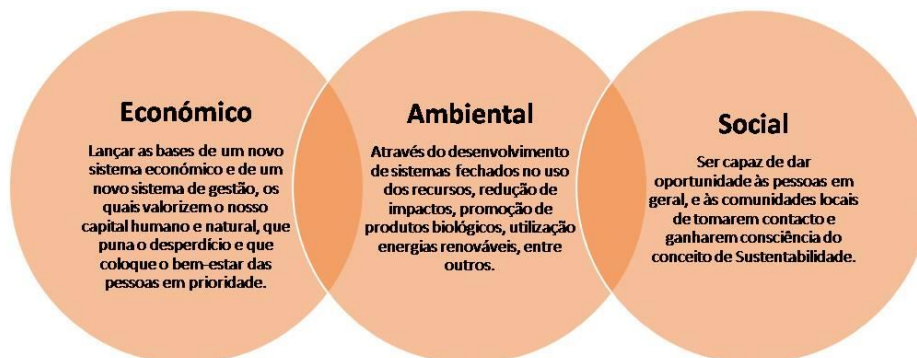 Económico
Lançar as bases de um novo
sistema económico e de um
novo sistema de gestão, os
quais valorizem o nosso
capital humano e natural, que
puna o desperdício e que
coloque o bem-estar das
pessoas em prioridade.
Ambiental
Através do desenvolvimento
de sistemas fechados no uso
dos recursos, redução de
impactos, promoção de
produtos biológicos, utilização
energias renováveis, entre
outros.
Social
Ser capaz de dar
oportunidade às pessoas em
geral, e às comunidades locais
de tomarem contacto e
ganharem consciência do
conceito de Sustentabilidade.